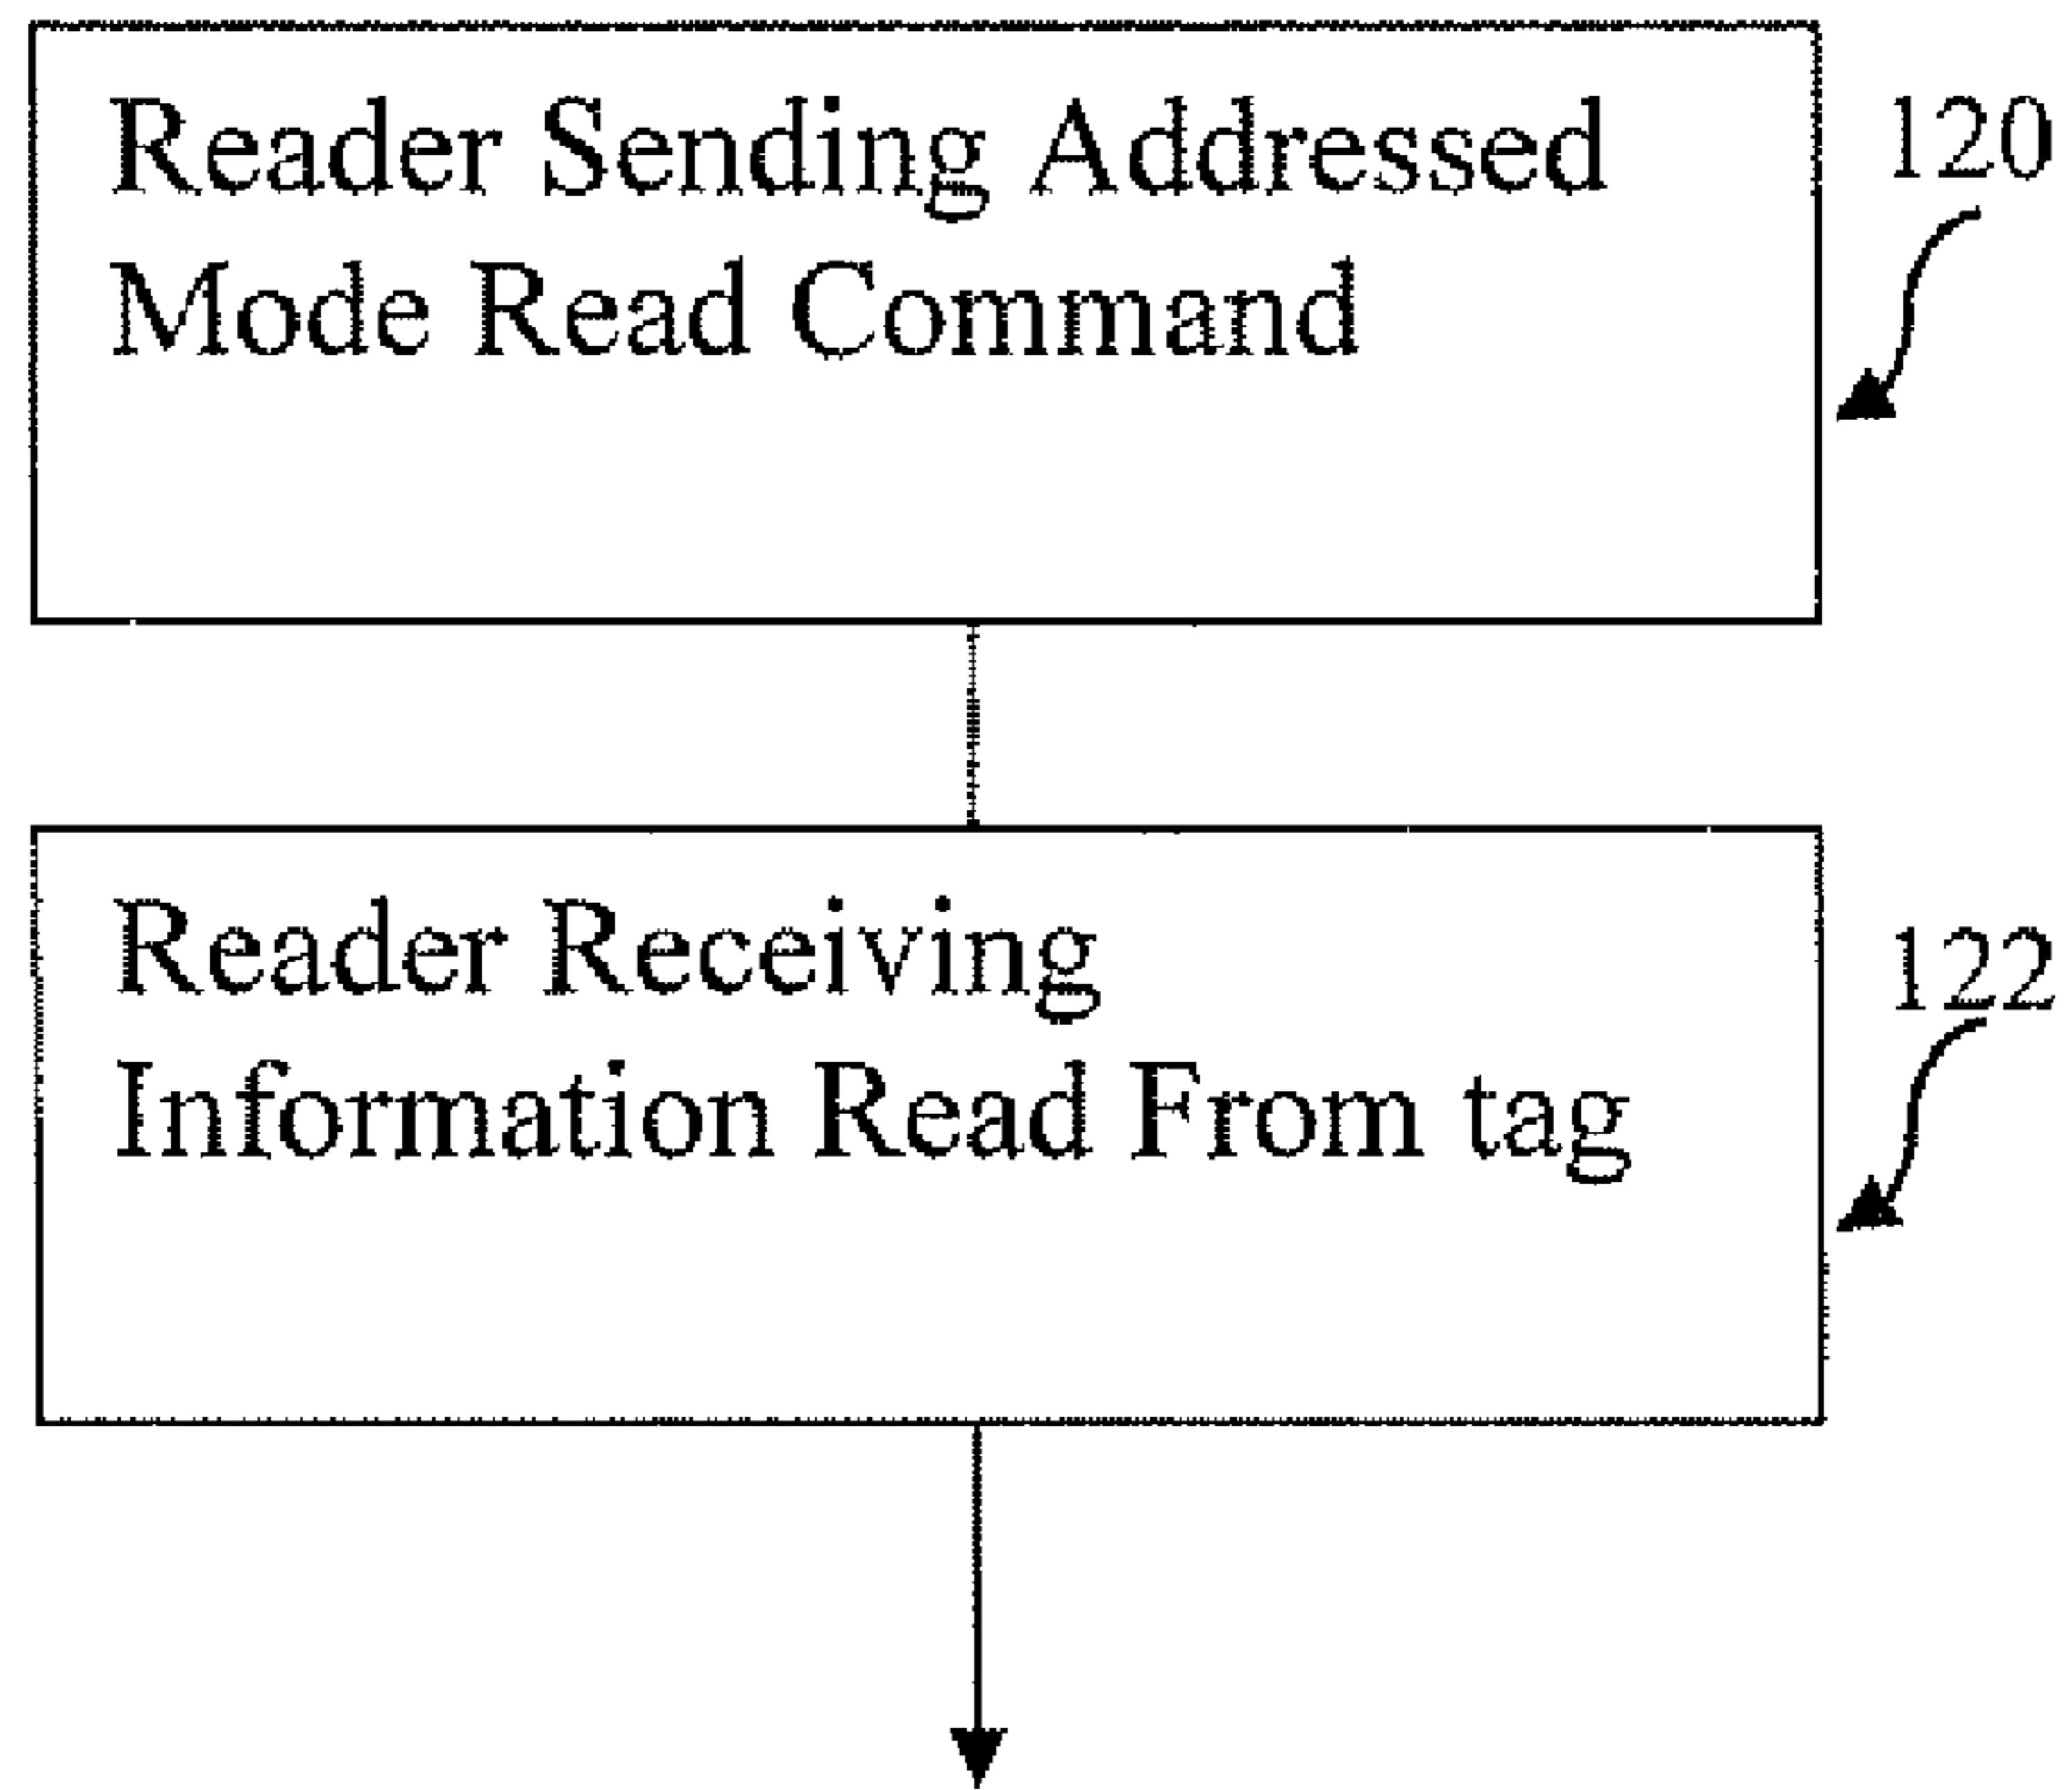 Reader Sending Addressed
Mode Read Command
120
Reader Receiving
Information Read From tag
122